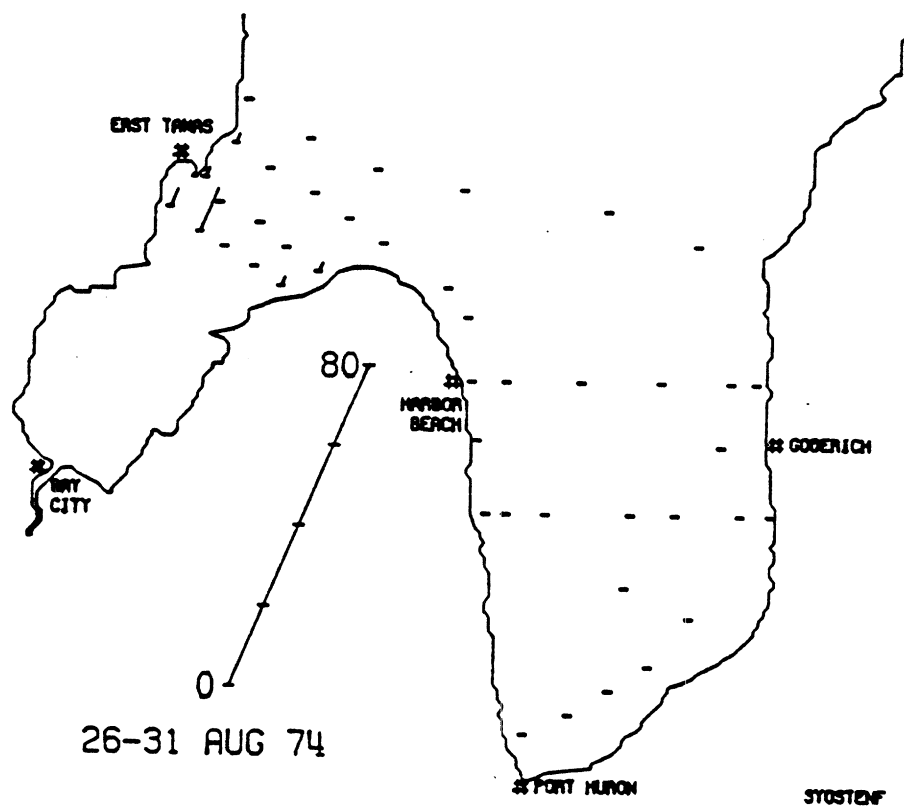 EAST TAWAS
80
HARBOR
BEACH
GODERICH
BAY
CITY
0
26-31 AUG 74
PORT HURON
SYOSTENF